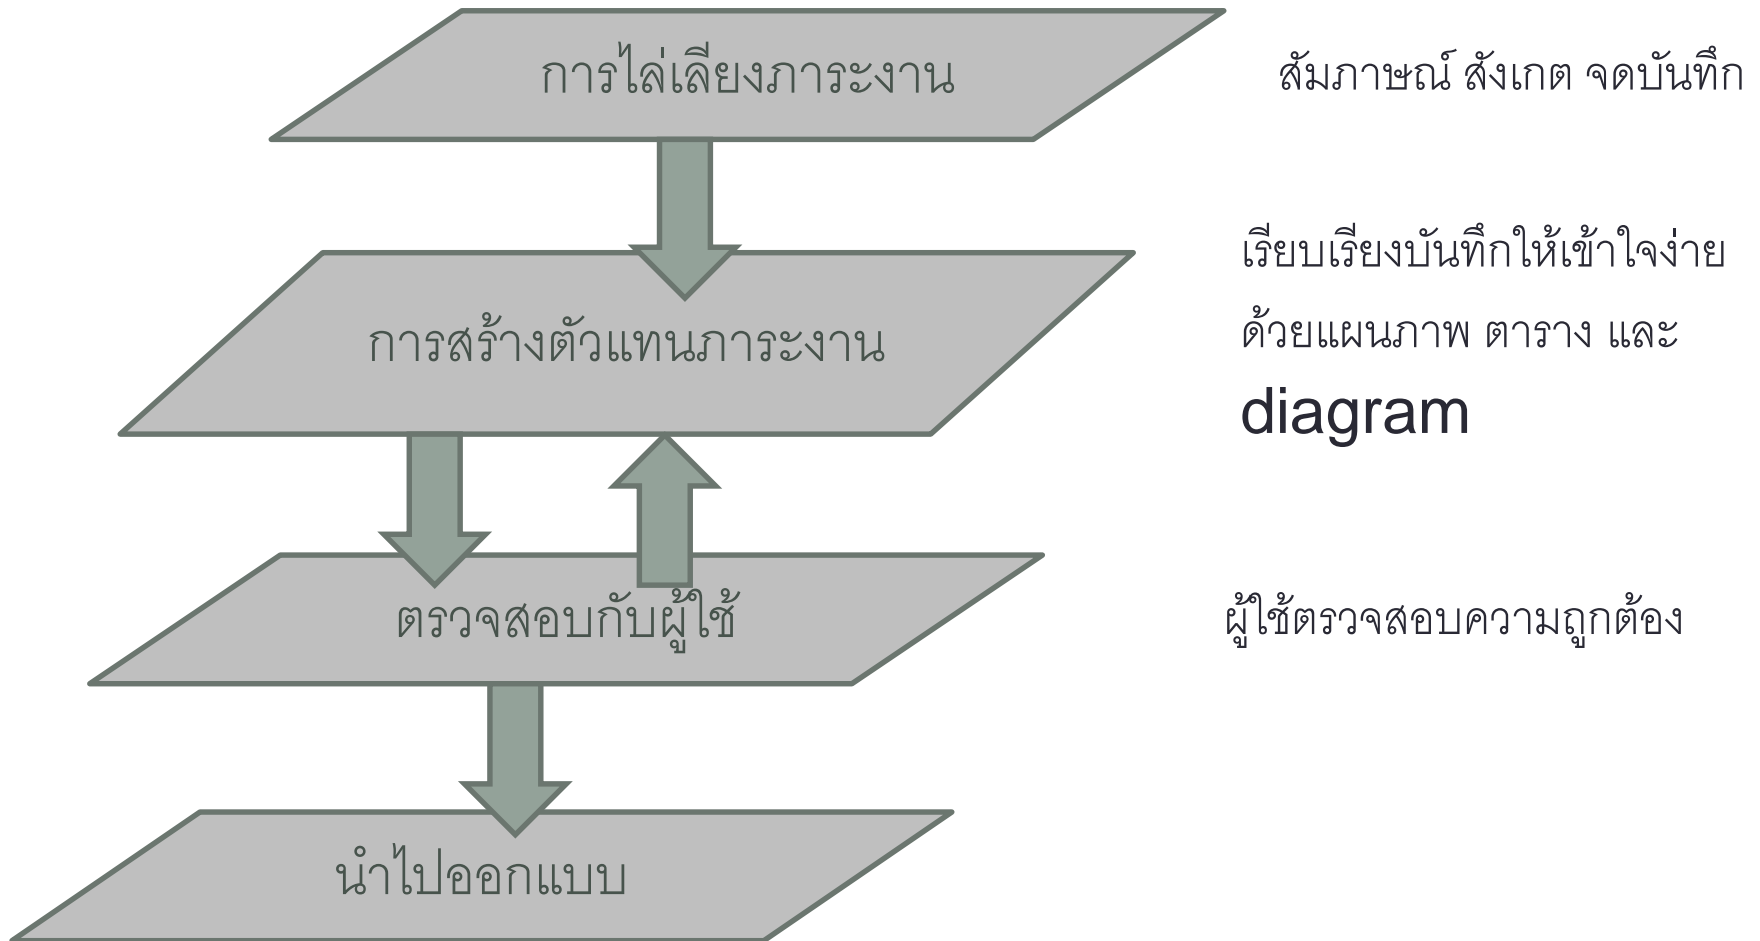 การไล่เลียงภาระงาน
สัมภาษณ์ สังเกต จดบันทึก
การสร้างตัวแทนภาระงาน
เรียบเรียงบันทึกให้เข้าใจง่าย
ด้วยแผนภาพ ตาราง และ
diagram
ตรวจสอบกับผู้ใช้
ผู้ใช้ตรวจสอบความถูกต้อง
นำไปออกแบบ